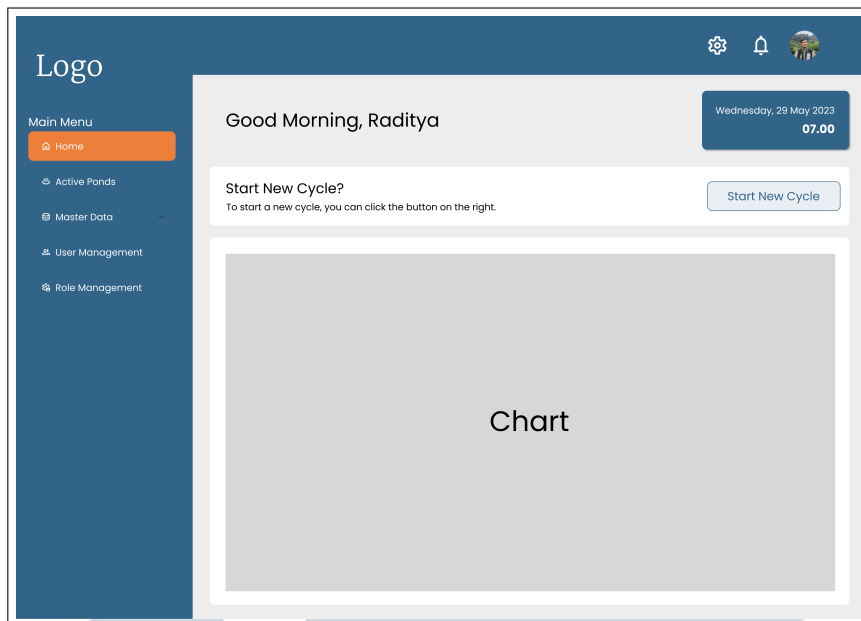 Logo
Main Menu
Home
Active Ponds
Master Data
User Management
Role Management
Good Morning, Raditya
Wednesday, 29 May 2023
07.00
Start New Cycle?
To start a new cycle, you can click the button on the right.
Start New Cycle
Chart